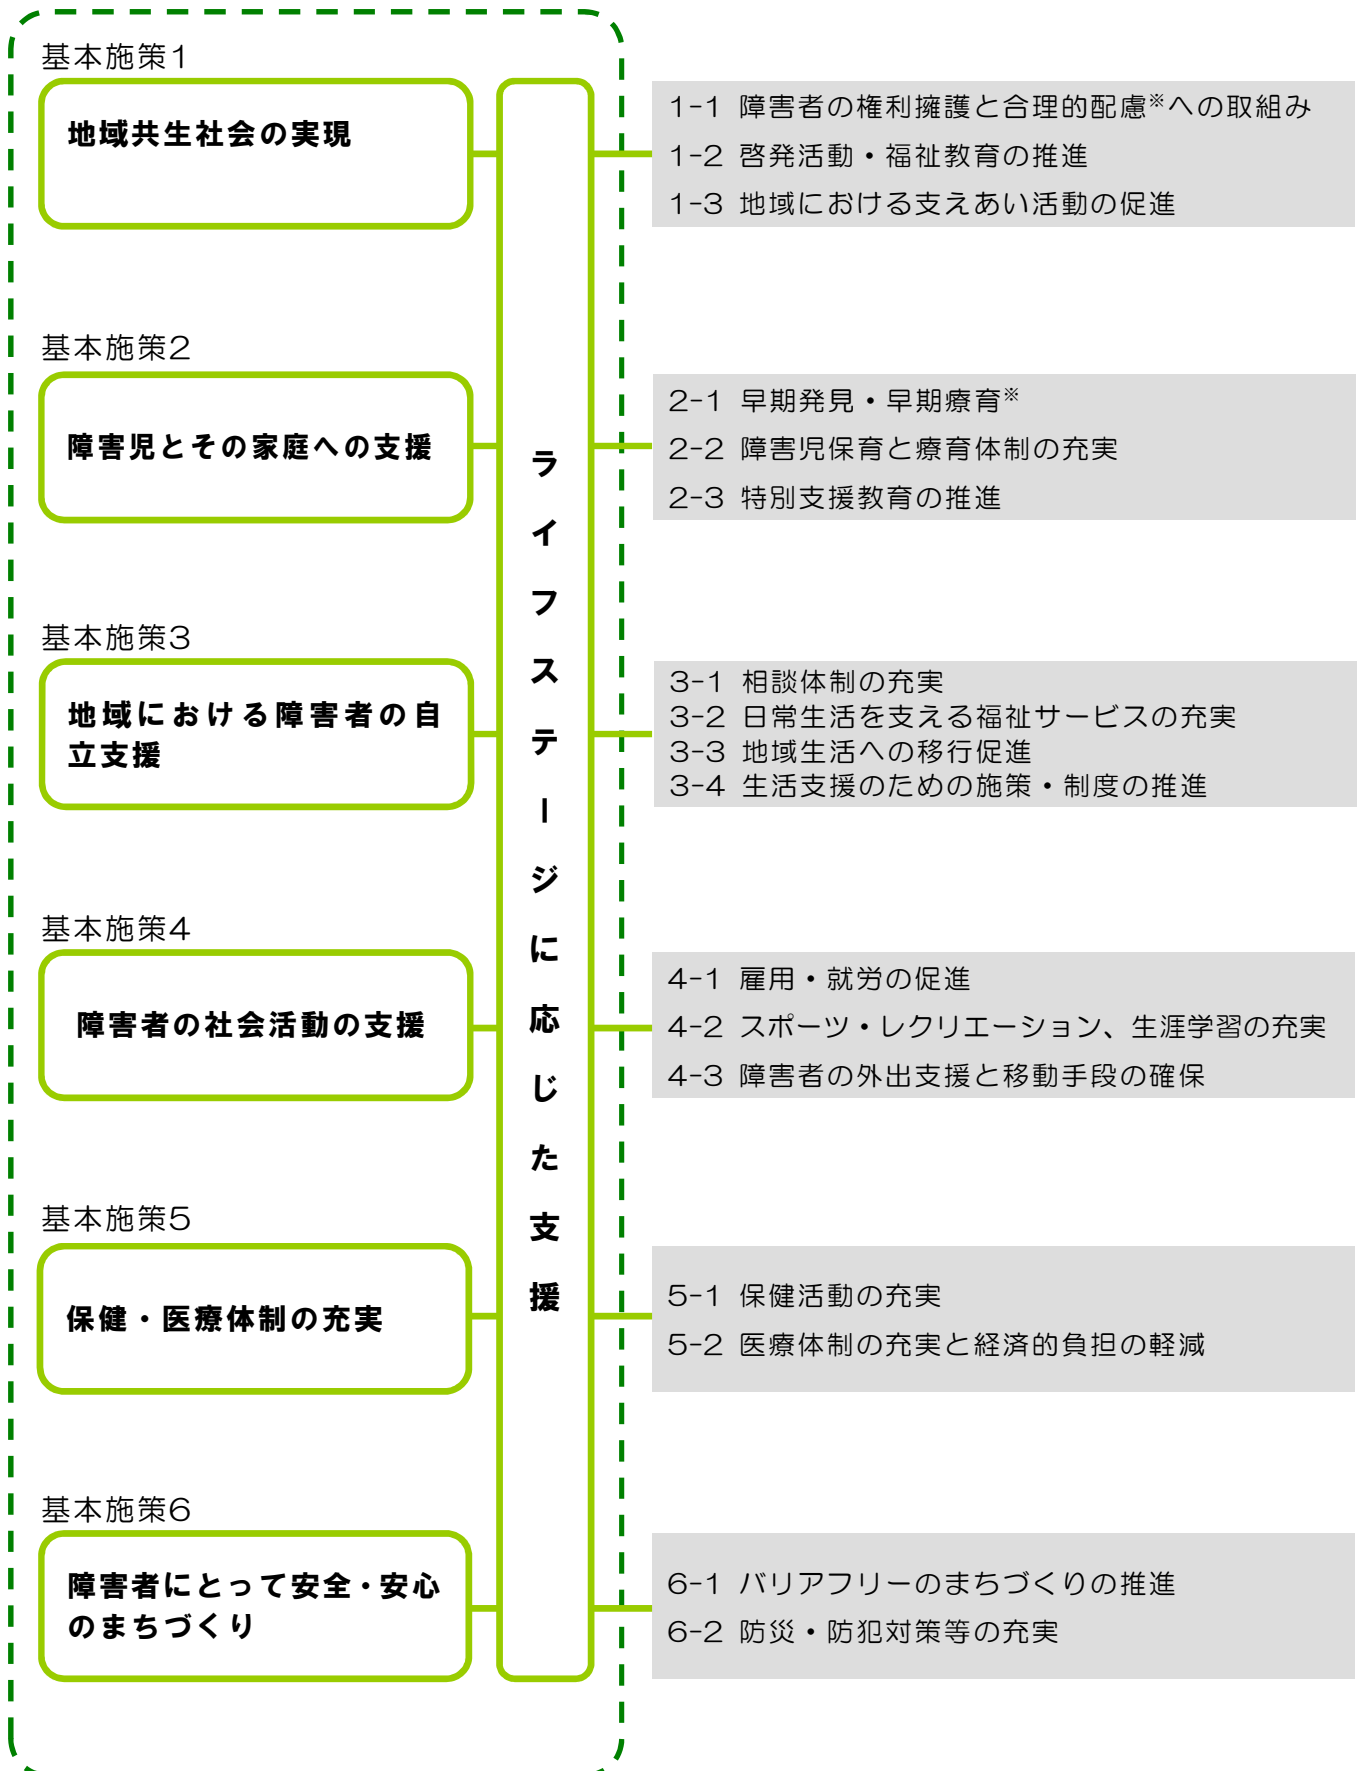 基本施策1
地域共生社会の実現
1-1 障害者の権利擁護と合理的配慮※への取組み
1-2 啓発活動・福祉教育の推進
1-3 地域における支えあい活動の促進
基本施策2
障害児とその家庭への支援
2-1 早期発見・早期療育※
2-2 障害児保育と療育体制の充実
2-3 特別支援教育の推進
ライフステージに応じた支援
基本施策3
地域における障害者の自
立支援
3-1 相談体制の充実
3-2 日常生活を支える福祉サービスの充実
3-3 地域生活への移行促進
3-4 生活支援のための施策・制度の推進
基本施策4
障害者の社会活動の支援
4-1 雇用・就労の促進
4-2 スポーツ・レクリエーション、生涯学習の充実
4-3 障害者の外出支援と移動手段の確保
基本施策5
保健・医療体制の充実
5-1 保健活動の充実
5-2 医療体制の充実と経済的負担の軽減
基本施策6
障害者にとって安全・安心
のまちづくり
6-1 バリアフリーのまちづくりの推進
6-2 防災・防犯対策等の充実